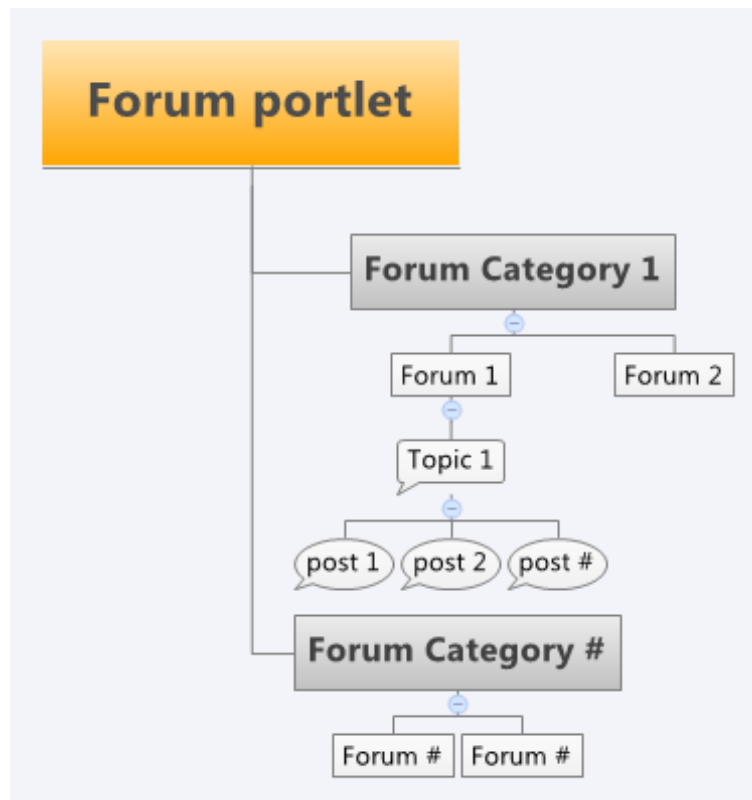 Forum portlet
Forum Category 1
Forum 1
Forum 2
Topic 1
post 1
post 2
post #
Forum Category #
Forum #
Forum #